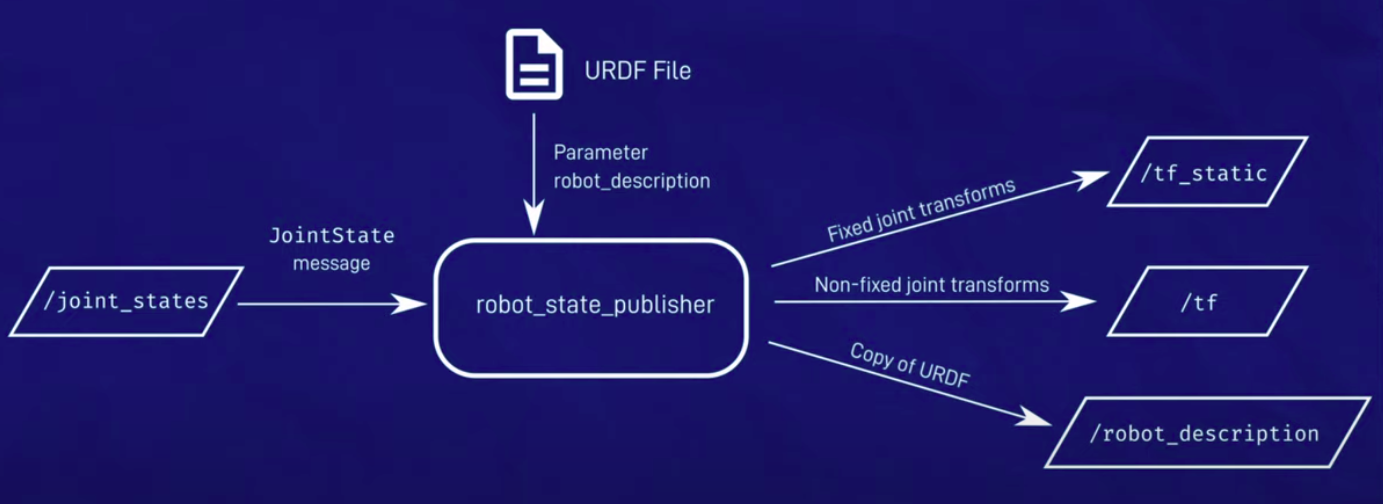 URDF File
Parameter
robot_description
JointState
message
/joint_states
robot_state_publisher
Fixed joint transforms
/tf_static
Non-fixed joint transforms
/tf
Copy of URDF
/robot_description